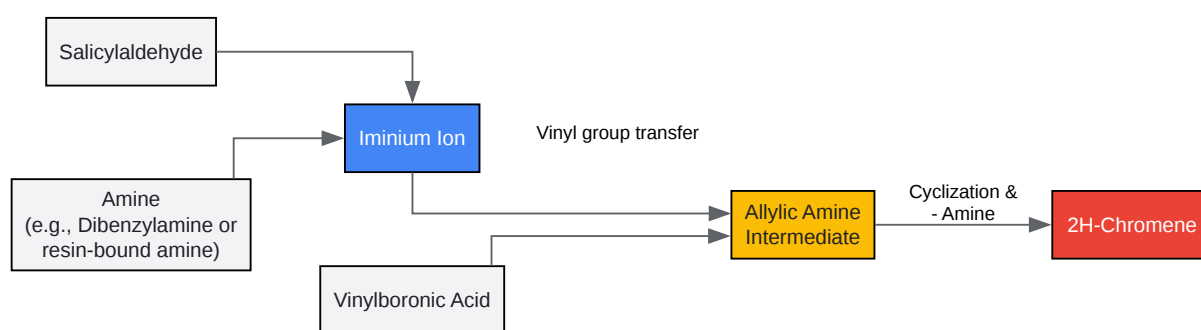 Salicylaldehyde
Iminium Ion
Vinyl group transfer
Amine
(e.g., Dibenzylamine or
resin-bound amine)
Allylic Amine
Intermediate
Cyclization &
- Amine
2H-Chromene
Vinylboronic Acid